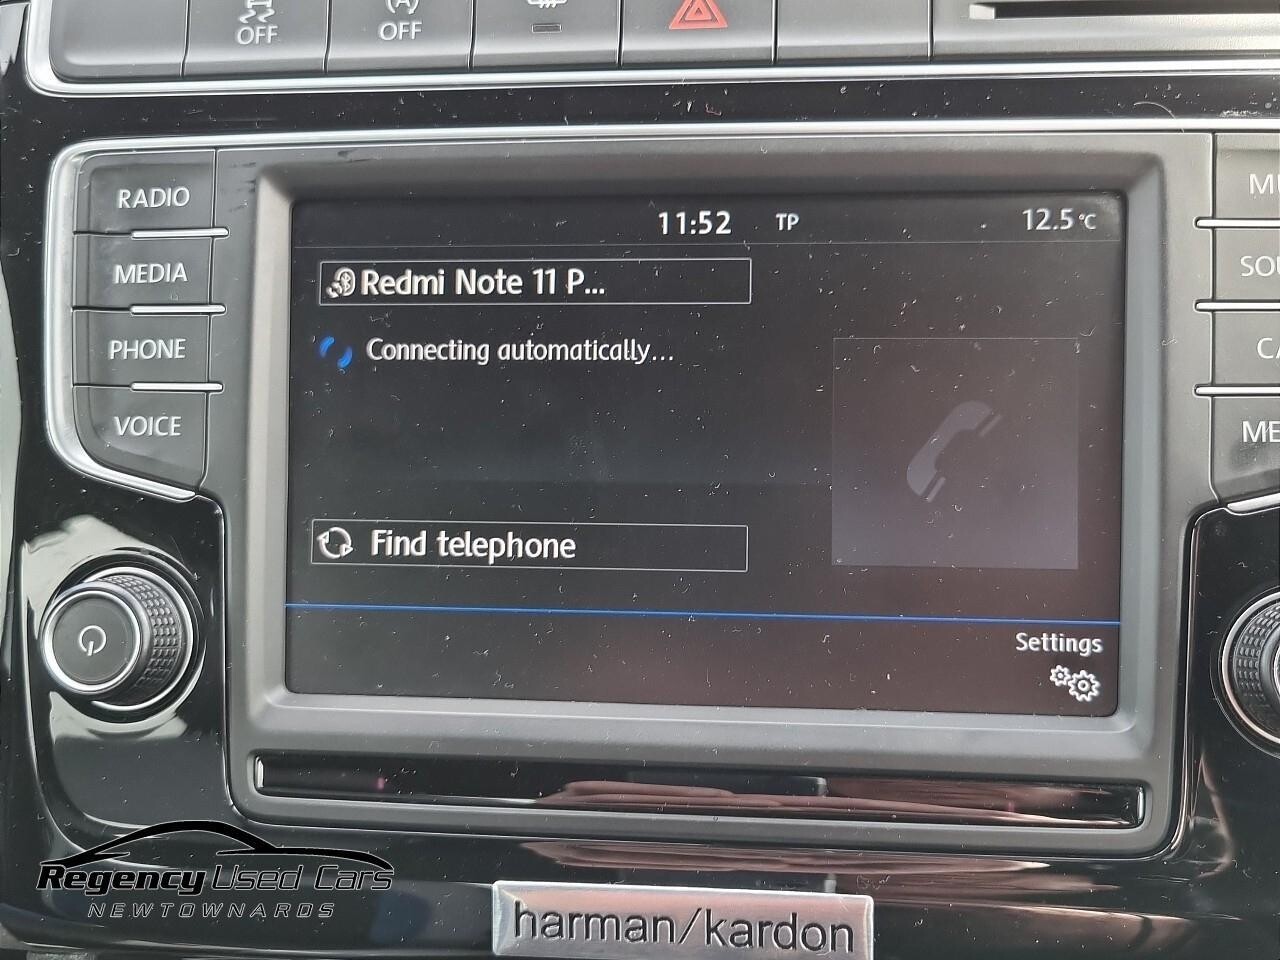 OFF
A
OFF
RADIO
MEDIA
PHONE
VOICE
11:52 TP 12.5°C
Redmi Note 11 P...
Connecting automatically...
Find telephone
Settings
Regency Used Cars
NEWTOWNARDS
harman/kardon